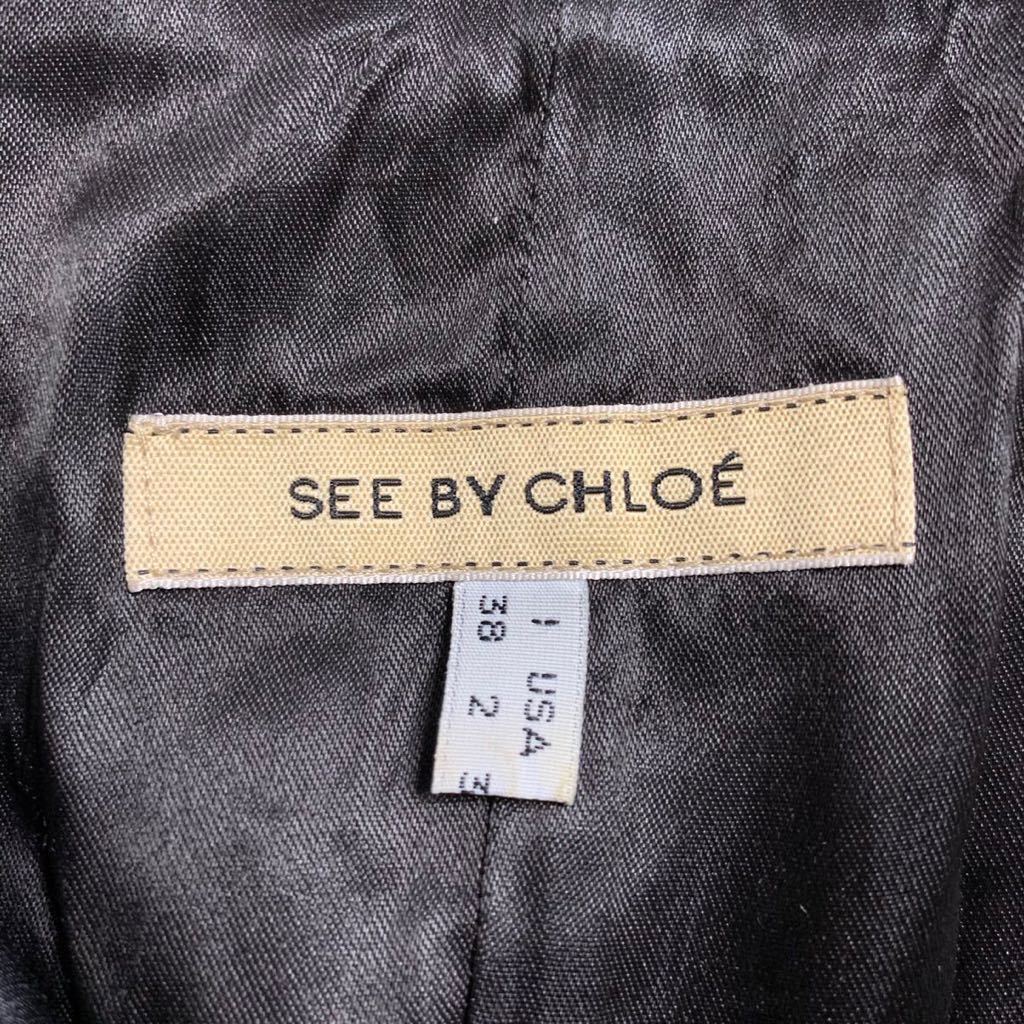 SEE BY CHLOÉ
I USA
38 2